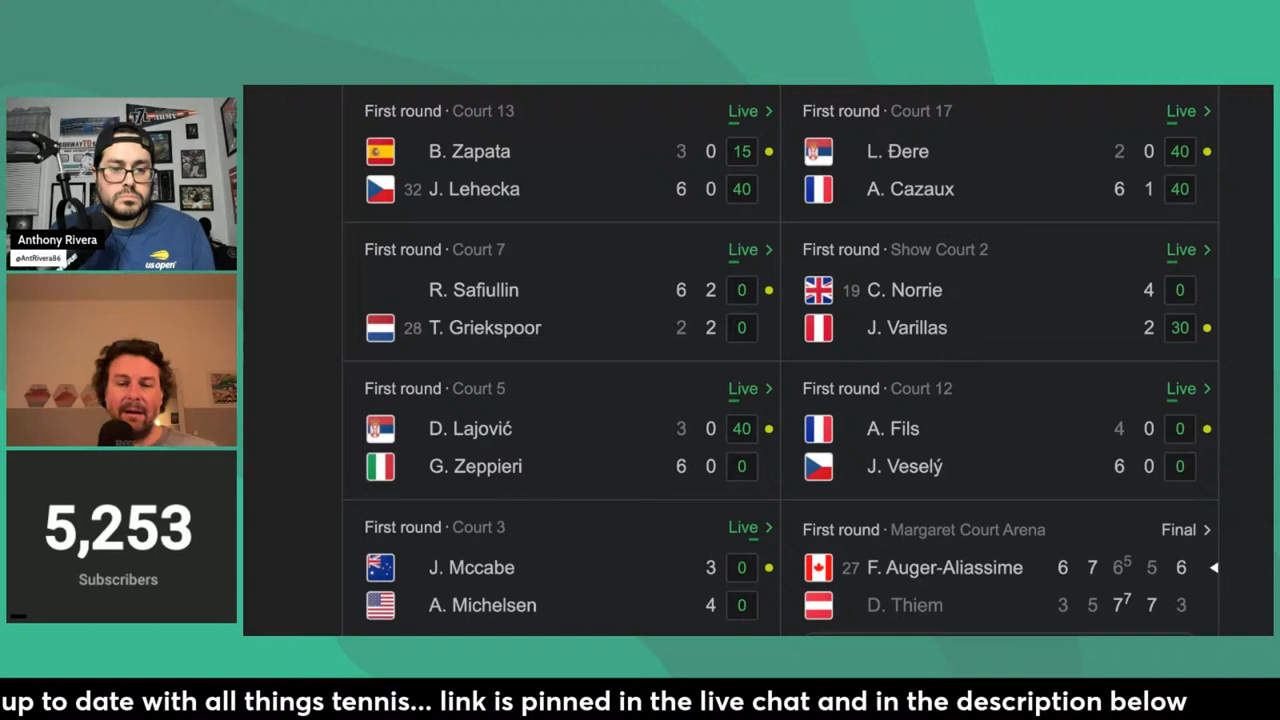 ARMY
Anthony Rivera
@AntRivera86
us open
5,253
Subscribers
First round · Court 13
Live >
B. Zapata 3 0 15
32 J. Lehecka 6 0 40
First round · Court 17
Live >
L. Đere 2 0 40
A. Cazaux 6 1 40
First round · Court 7
Live >
R. Safiullin 6 2 0
28 T. Griekspoor 2 2 0
First round · Show Court 2
Live >
19 C. Norrie 4 0
J. Varillas 2 30
First round · Court 5
Live >
D. Lajović 3 0 40
G. Zeppieri 6 0 0
First round · Court 12
Live >
A. Fils 4 0 0
J. Veselý 6 0 0
First round · Court 3
Live >
J. Mccabe 3 0
A. Michelsen 4 0
First round · Margaret Court Arena
Final >
27 F. Auger-Aliassime 6 7 6⁵ 5 6
D. Thiem 3 5 7⁷ 7 3
up to date with all things tennis... link is pinned in the live chat and in the description below